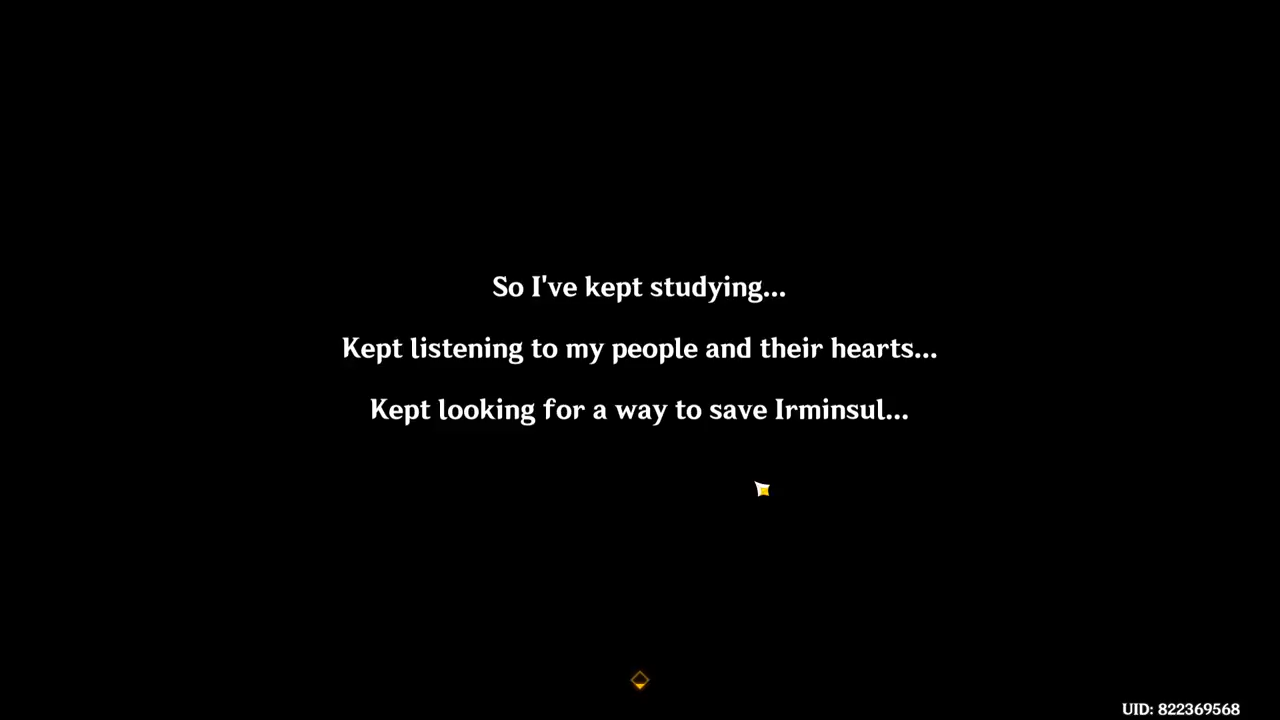 So I've kept studying...
Kept listening to my people and their hearts...
Kept looking for a way to save Irminsul...
UID: 822369568